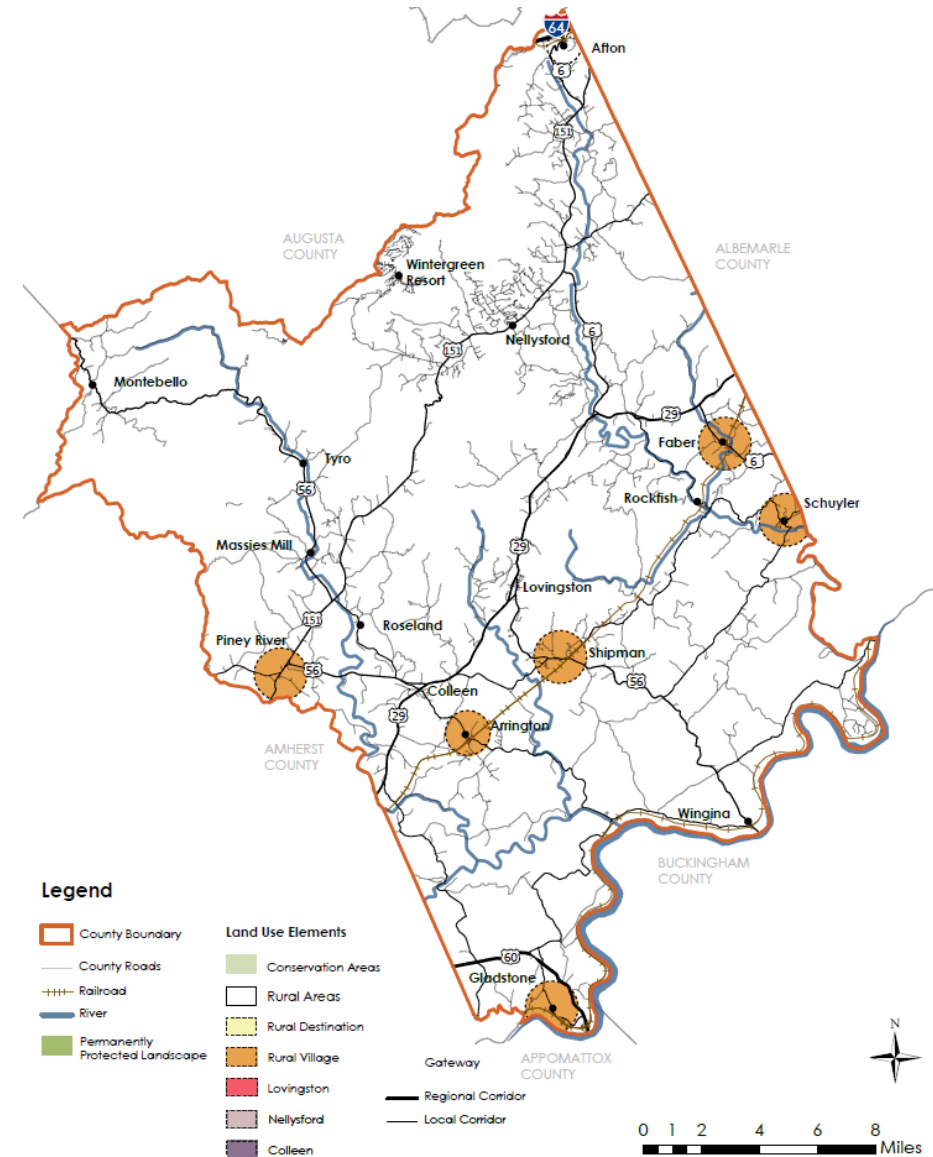 64
Afton
6
151
AUGUSTA
COUNTY
ALBEMARLE
COUNTY
Wintergreen
Resort
Nellysford
6
151
Montebello
29
Faber
6
Tyro
56
Rockfish
Schuyler
Massies Mill
29
Lovingston
151
Roseland
Piney River
56
Shipman
56
Colleen
29
Arrington
AMHERST
COUNTY
Wingina
BUCKINGHAM
COUNTY
60
Gladstone
APPOMATTOX
COUNTY
N
Legend
County Boundary
County Roads
Railroad
River
Permanently
Protected Landscape
Land Use Elements
Conservation Areas
Rural Areas
Rural Destination
Rural Village
Lovingston
Nellysford
Colleen
Gateway
Regional Corridor
Local Corridor
0 1 2 4 6 8
Miles